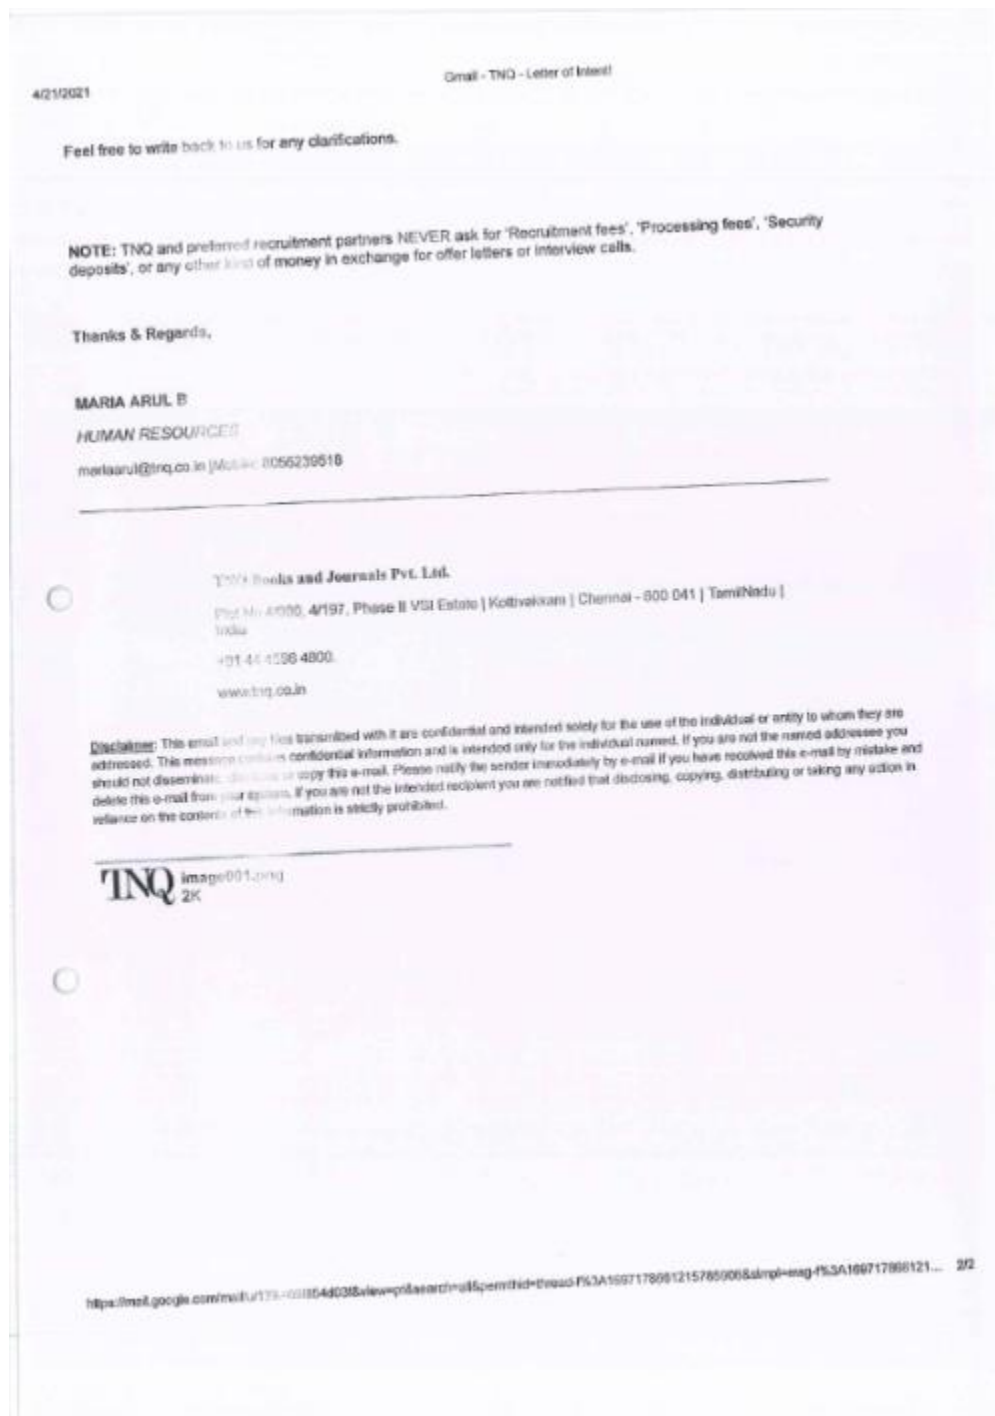 4/21/2021
Gmail - TNQ - Letter of Intent!
Feel free to write back to us for any clarifications.
NOTE: TNQ and preferred recruitment partners NEVER ask for 'Recruitment fees', 'Processing fees', 'Security
deposits', or any other kind of money in exchange for offer letters or interview calls.
Thanks & Regards,
MARIA ARUL B
HUMAN RESOURCES
mariaarul@tnq.co.in |Mobile:
Books and Journals Pvt. Ltd.
4/197, Phase II VSI Estate | Kottivakkam | Chennai - 600 041 | TamilNadu |
India
4800.
www.tnq.co.in
Disclaimer: This email and any files transmitted with it are confidential and intended solely for the use of the individual or entity to whom they are
addressed. This message contains confidential information and is intended only for the individual named. If you are not the named addressee you
should not disseminate, distribute or copy this e-mail. Please notify the sender immediately by e-mail if you have received this e-mail by mistake and
delete this e-mail from your system. If you are not the intended recipient you are notified that disclosing, copying, distributing or taking any action in
reliance on the contents of this information is strictly prohibited.
TNQ image001.png
2K
2/2